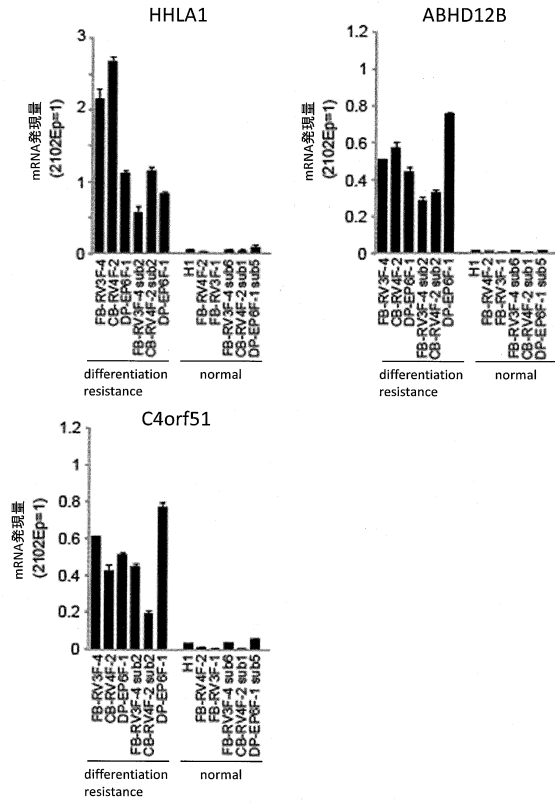 HHLA1
mRNA発現量
(2102Ep=1)
3
2
1
0
FB-RV3F-4
CB-RV4F-2
DP-EP6F-1
FB-RV3F-4 sub2
CB-RV4F-2 sub2
DP-EP6F-1
H1
FB-RV4F-2
FB-RV3F-1
FB-RV3F-4 sub6
CB-RV4F-2 sub1
DP-EP6F-1 sub5
differentiation
resistance
normal
ABHD12B
mRNA発現量
(2102Ep=1)
1.2
1
0.8
0.6
0.4
0.2
0
FB-RV3F-4
CB-RV4F-2
DP-EP6F-1
FB-RV3F-4 sub2
CB-RV4F-2 sub2
DP-EP6F-1
H1
FB-RV4F-2
FB-RV3F-1
FB-RV3F-4 sub6
CB-RV4F-2 sub1
DP-EP6F-1 sub5
differentiation
resistance
normal
C4orf51
mRNA発現量
(2102Ep=1)
1.2
1
0.8
0.6
0.4
0.2
0
FB-RV3F-4
CB-RV4F-2
DP-EP6F-1
FB-RV3F-4 sub2
CB-RV4F-2 sub2
DP-EP6F-1
H1
FB-RV4F-2
FB-RV3F-1
FB-RV3F-4 sub6
CB-RV4F-2 sub1
DP-EP6F-1 sub5
differentiation
resistance
normal